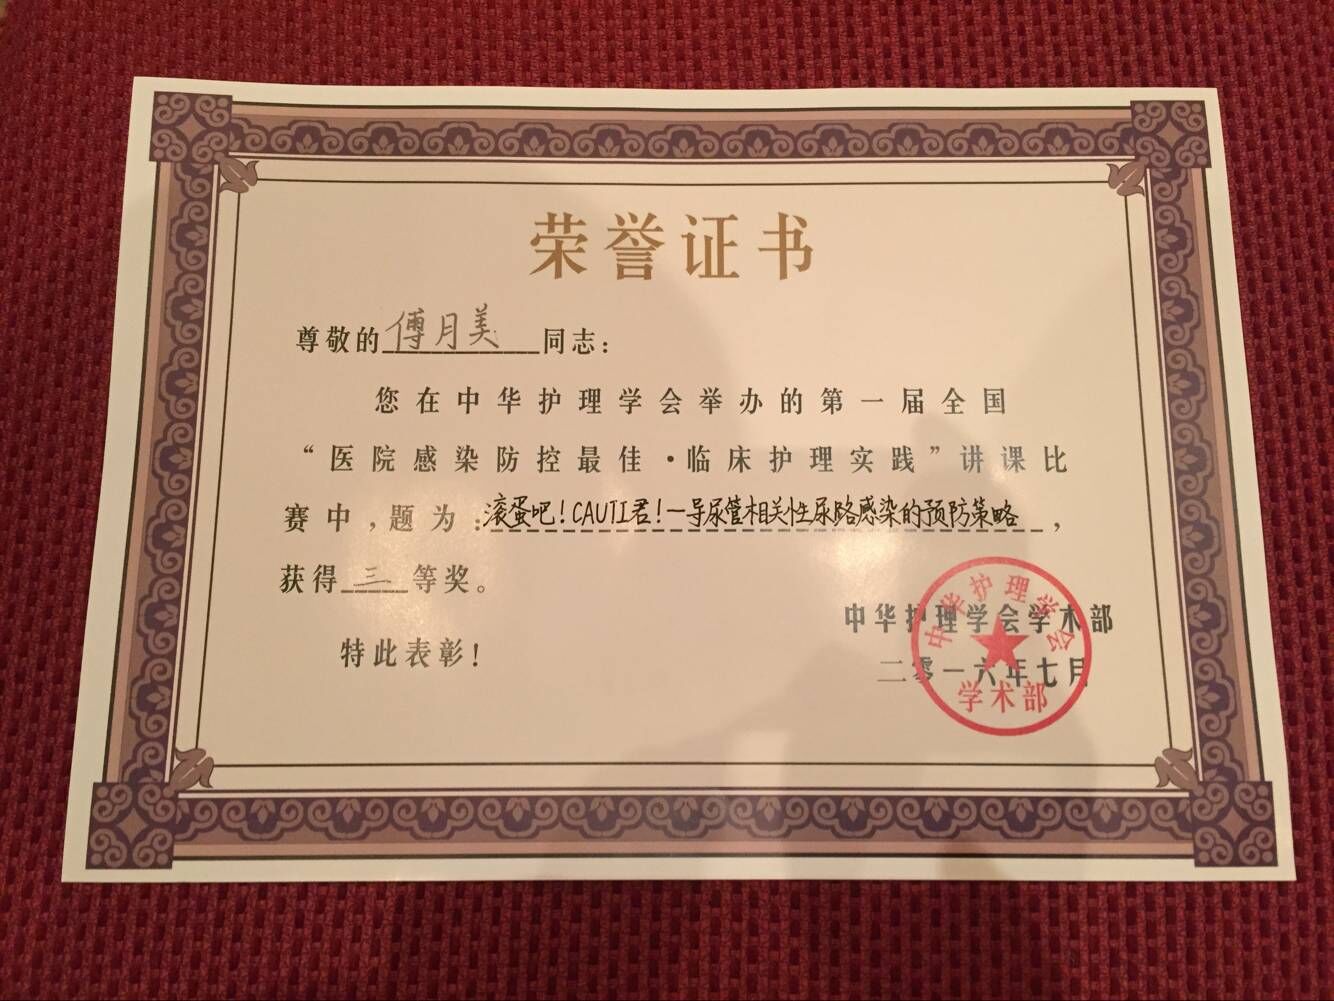 荣誉证书
尊敬的傅月美同志：
您在中华护理学会举办的第一届全国
“医院感染防控最佳·临床护理实践”讲课比
赛中，题为：滚蛋吧！CAUTI君！一导尿管相关性尿路感染的预防策略，
获得三等奖。
中华护理学会学术部
特此表彰！
二零一六年七月
中华护理学会
学术部